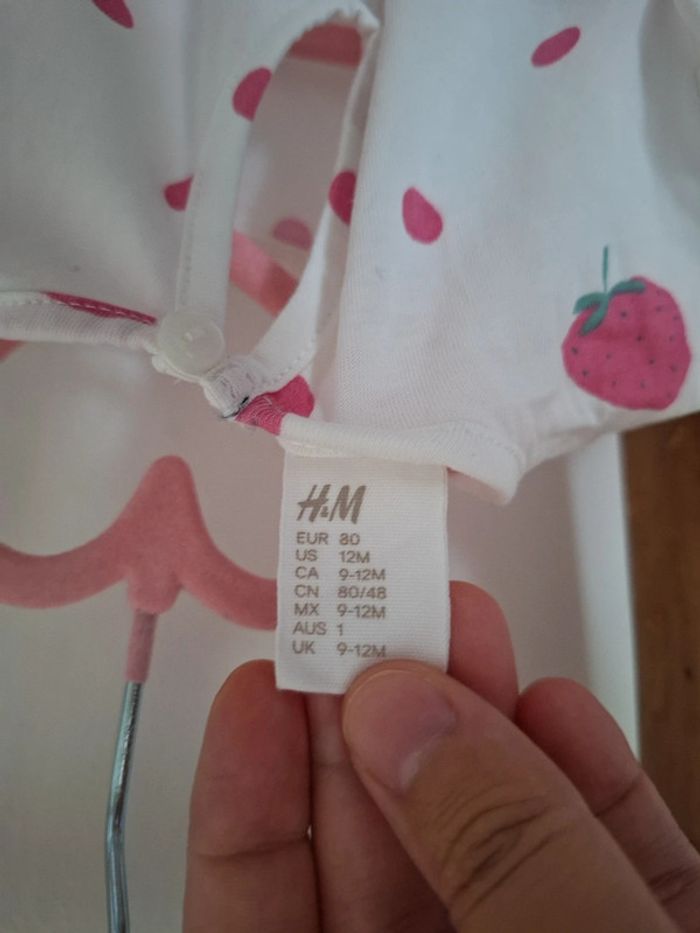 H&M
EUR 80
US 12M
CA 9-12M
CN 80/48
MX 9-12M
AUS 1
UK 9-12M